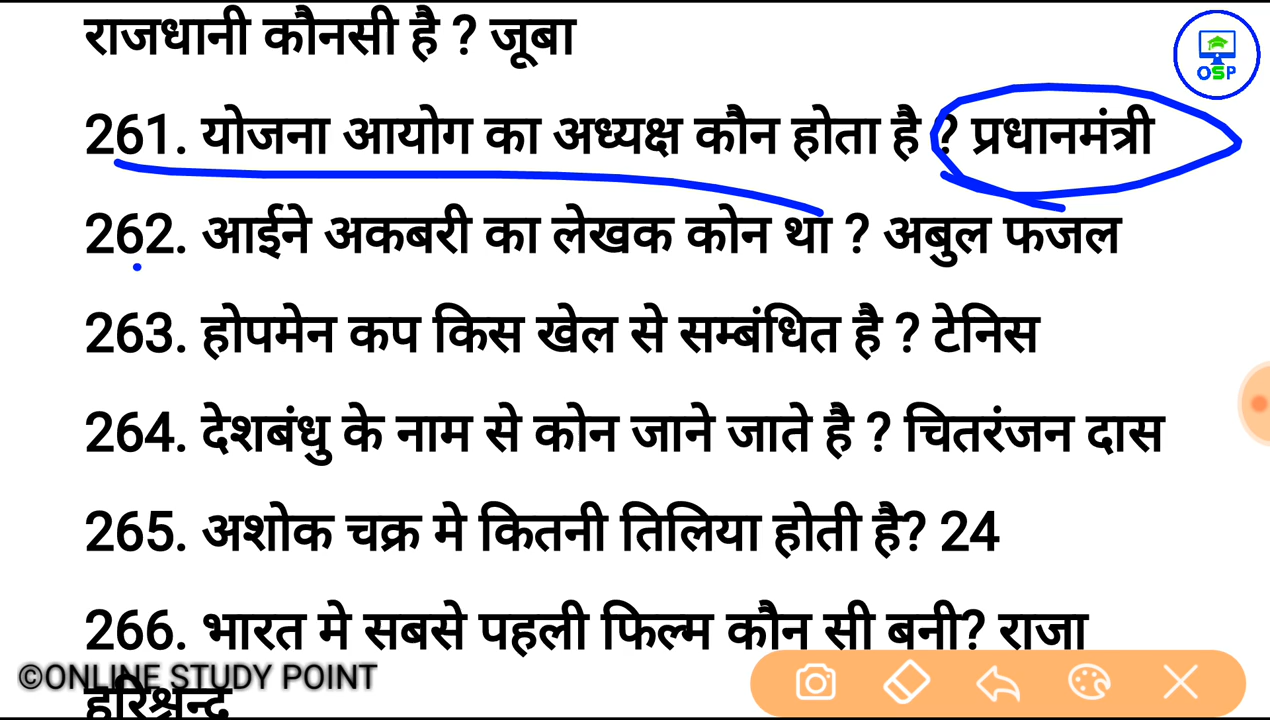 राजधानी कौनसी है ? जूबा
OSP
261. योजना आयोग का अध्यक्ष कौन होता है ? प्रधानमंत्री
262. आईने अकबरी का लेखक कोन था ? अबुल फजल
263. होपमेन कप किस खेल से सम्बंधित है ? टेनिस
264. देशबंधु के नाम से कोन जाने जाते है ? चितरंजन दास
265. अशोक चक्र मे कितनी तिलिया होती है? 24
266. भारत मे सबसे पहली फिल्म कौन सी बनी? राजा
©ONLINE STUDY POINT
हरिश्चन्द्र